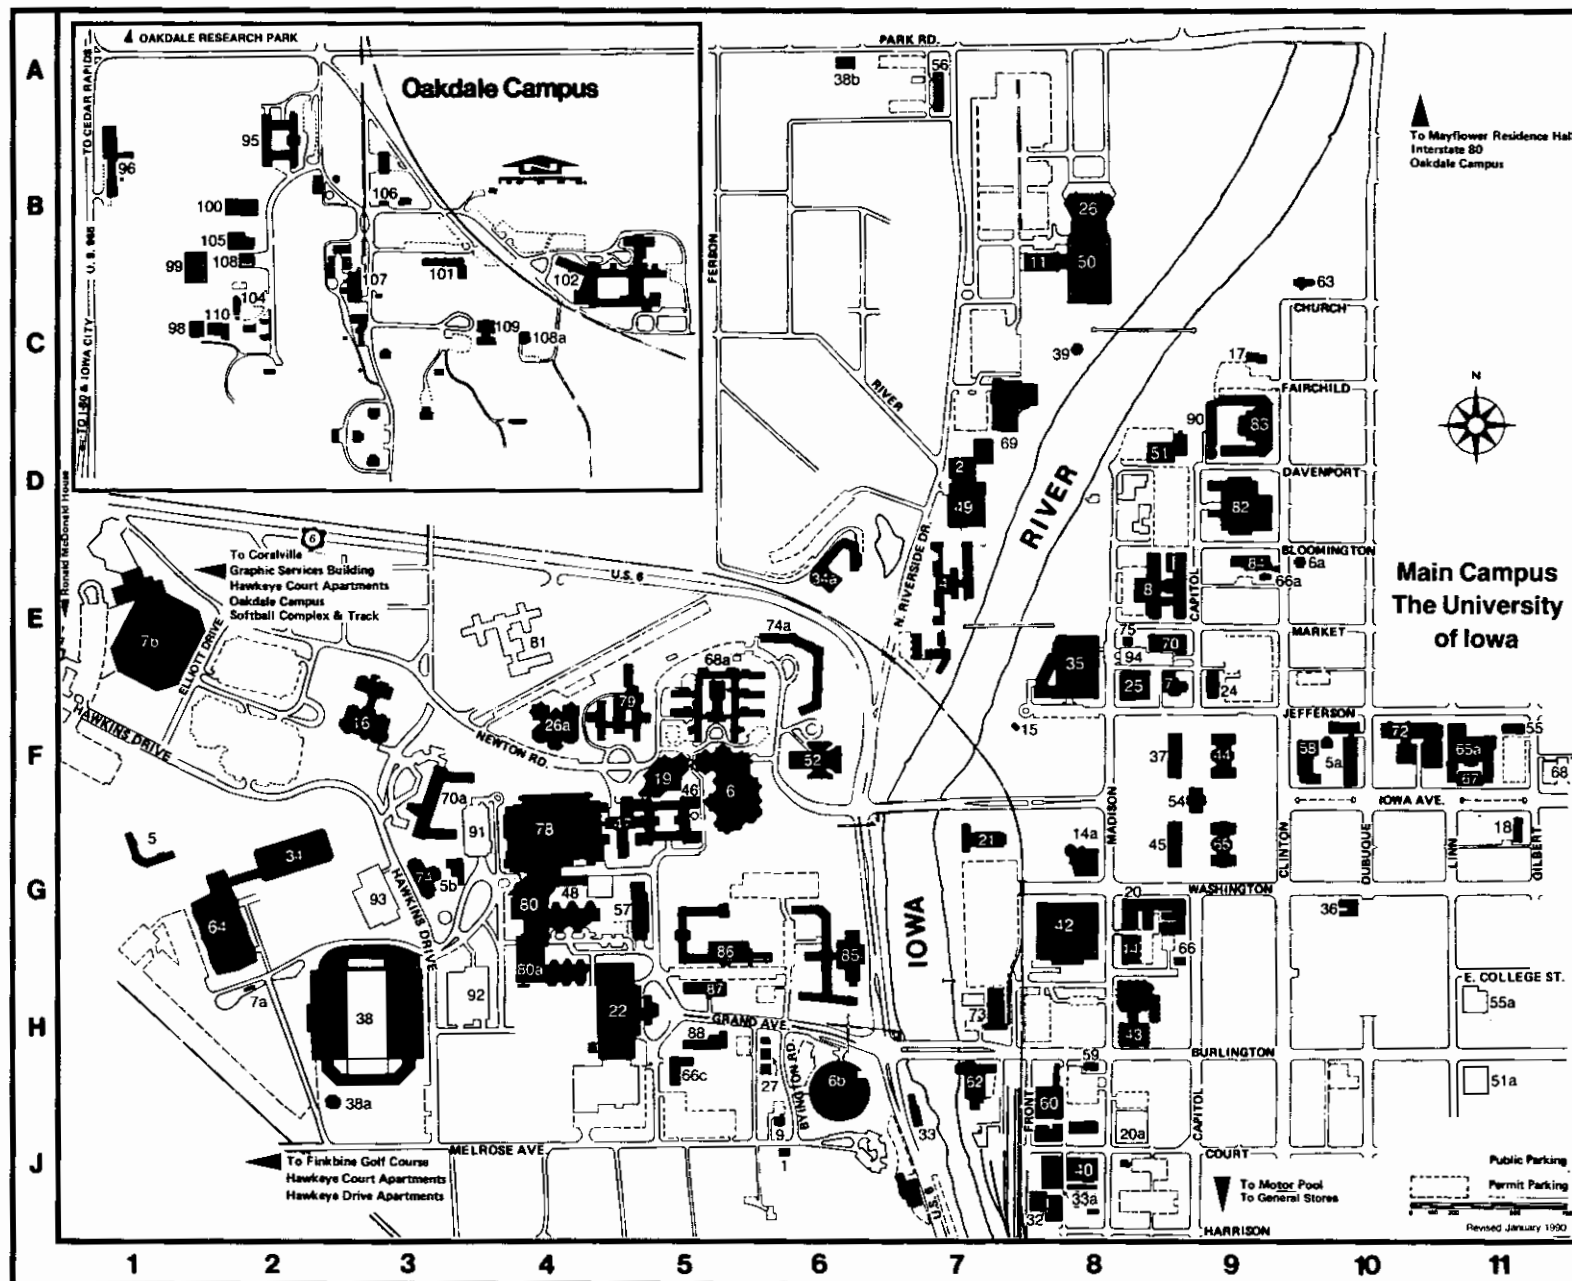 A
B
C
D
E
F
G
H
J
OAKDALE RESEARCH PARK
Oakdale Campus
TO CEDAR RAPIDS
U.S. 965
TO I-80 & IOWA CITY
95
96
100
105
99
108
104
98
110
106
107
101
102
109
108a
PARK RD.
38b
56
To Mayflower Residence Hall
Interstate 80
Oakdale Campus
FERSON
26
11
50
63
CHURCH
39
17
FAIRCHILD
RIVER
90
83
69
51
2
49
DAVENPORT
82
N
RIVER
N. RIVERSIDE DR.
Ronald McDonald House
6
To Coralville
Graphic Services Building
Hawkeye Court Apartments
Oakdale Campus
Softball Complex & Track
U.S. 6
34a
BLOOMINGTON
84
6a
66a
8
CAPITOL
Main Campus
The University
of Iowa
7b
ELLIOTT DRIVE
81
74a
68a
MARKET
75
70
94
35
25
7
24
HAWKINS DRIVE
16
26a
79
NEWTON RD.
JEFFERSON
15
37
44
58
5a
72
65a
67
55
68
52
19
46
6
70a
54
IOWA AVE.
MADISON
CLINTON
DUBUQUE
LINN
GILBERT
5
34
91
78
47
21
14a
45
65
18
HAWKINS DRIVE
74
5b
93
48
WASHINGTON
20
36
64
80
57
IOWA
42
14
66
86
85
80a
E. COLLEGE ST.
55a
7a
92
87
38
22
GRAND AVE.
73
43
88
BURLINGTON
59
66c
27
BYINGTON RD.
6b
62
60
FRONT
51a
38a
9
33
20a
CAPITOL
MELROSE AVE.
1
COURT
To Finkbine Golf Course
Hawkeye Court Apartments
Hawkeye Drive Apartments
U.S. 6
40
33a
32
To Motor Pool
To General Stores
Public Parking
Permit Parking
HARRISON
Revised January 1990
1 2 3 4 5 6 7 8 9 10 11